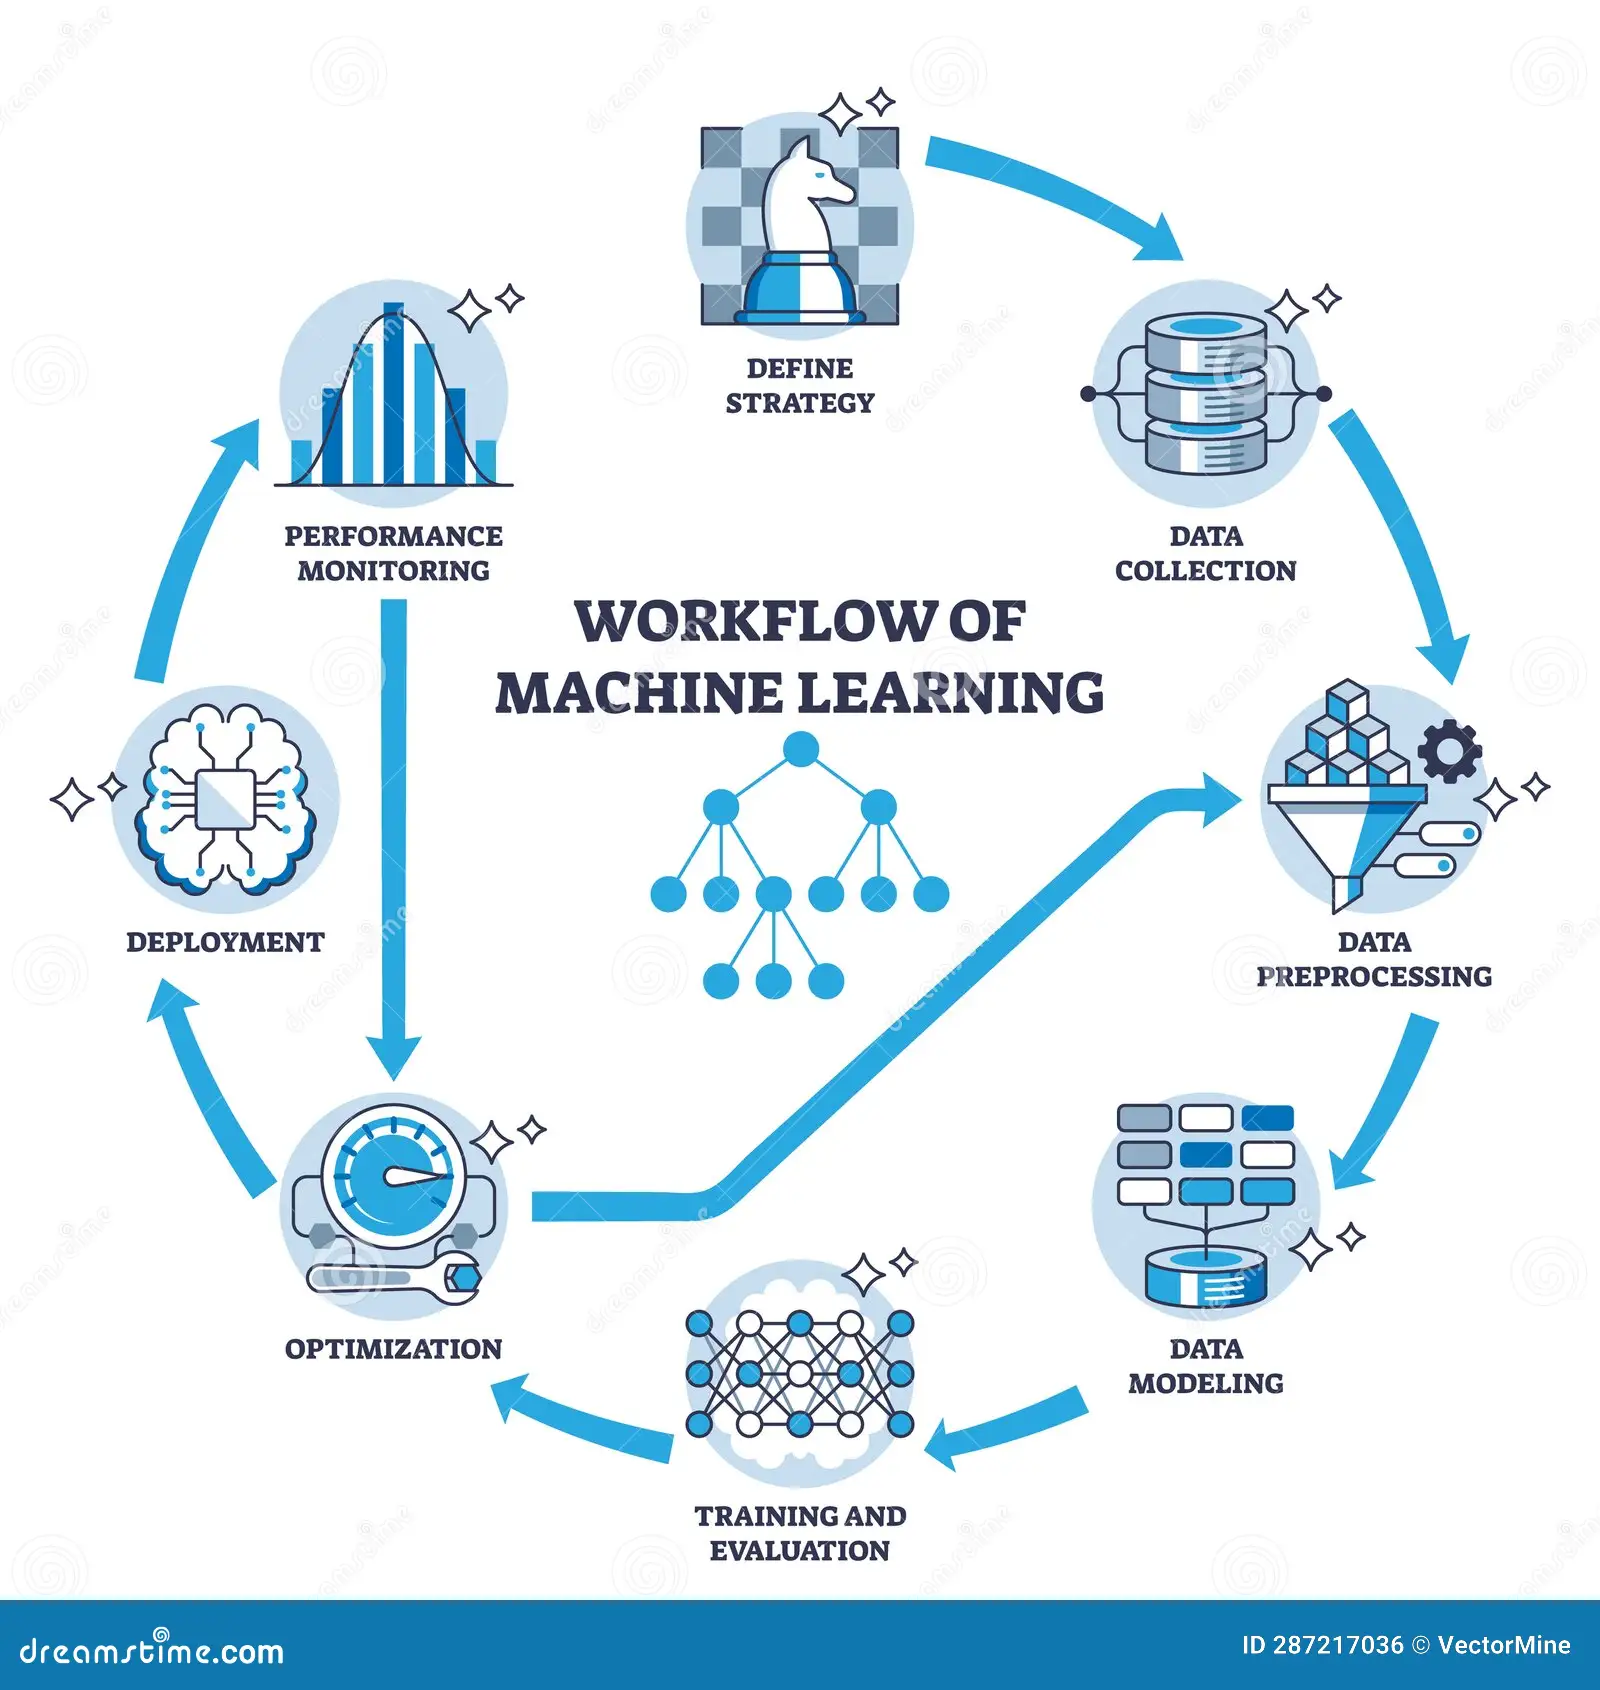 DEFINE
STRATEGY
PERFORMANCE
MONITORING
DATA
COLLECTION
WORKFLOW OF
MACHINE LEARNING
DEPLOYMENT
DATA
PREPROCESSING
OPTIMIZATION
DATA
MODELING
TRAINING AND
EVALUATION
dreamstime.com
ID 287217036 © VectorMine